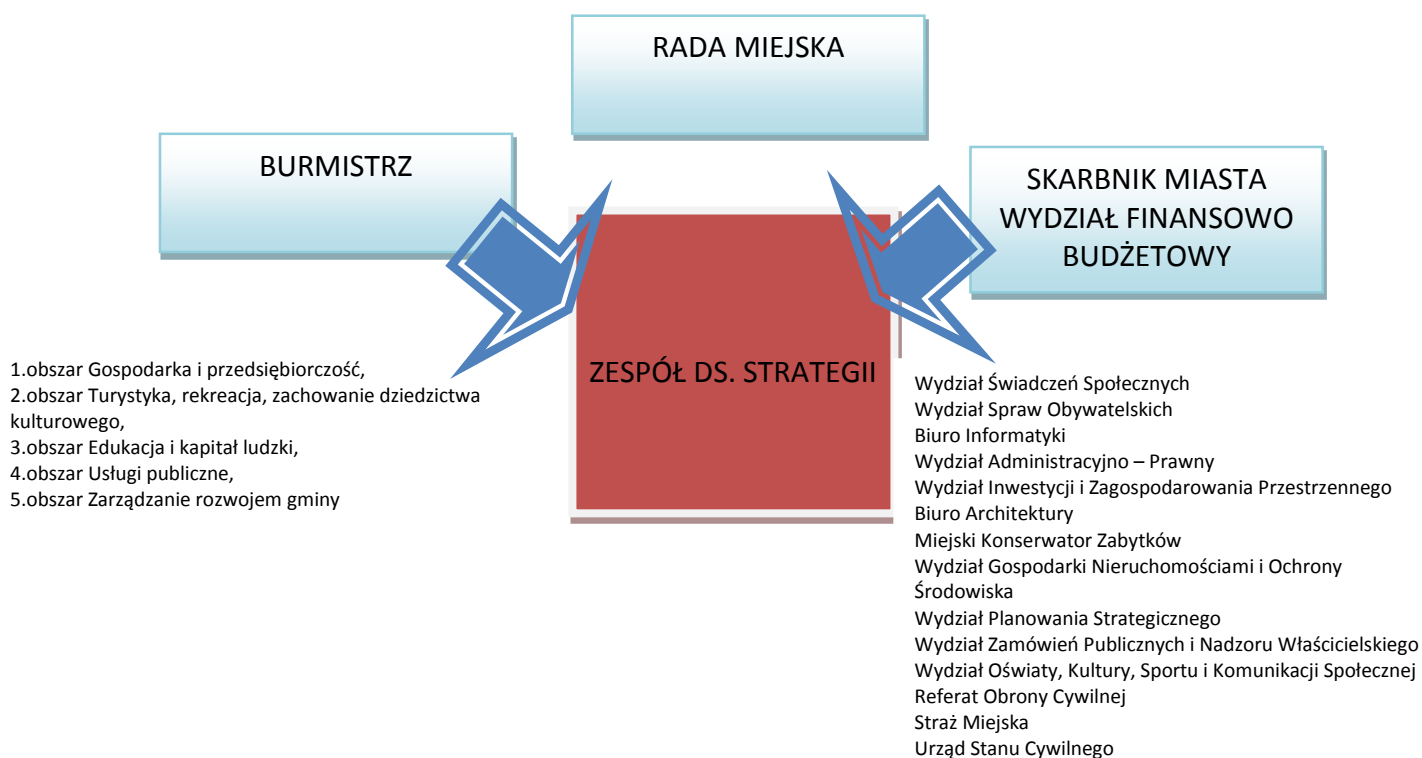 RADA MIEJSKA
BURMISTRZ
SKARBNIK MIASTA
WYDZIAŁ FINANSOWO
BUDŻETOWY
ZESPÓŁ DS. STRATEGII
1.obszar Gospodarka i przedsiębiorczość,
2.obszar Turystyka, rekreacja, zachowanie dziedzictwa
kulturowego,
3.obszar Edukacja i kapitał ludzki,
4.obszar Usługi publiczne,
5.obszar Zarządzanie rozwojem gminy
Wydział Świadczeń Społecznych
Wydział Spraw Obywatelskich
Biuro Informatyki
Wydział Administracyjno – Prawny
Wydział Inwestycji i Zagospodarowania Przestrzennego
Biuro Architektury
Miejski Konserwator Zabytków
Wydział Gospodarki Nieruchomościami i Ochrony
Środowiska
Wydział Planowania Strategicznego
Wydział Zamówień Publicznych i Nadzoru Właścicielskiego
Wydział Oświaty, Kultury, Sportu i Komunikacji Społecznej
Referat Obrony Cywilnej
Straż Miejska
Urząd Stanu Cywilnego